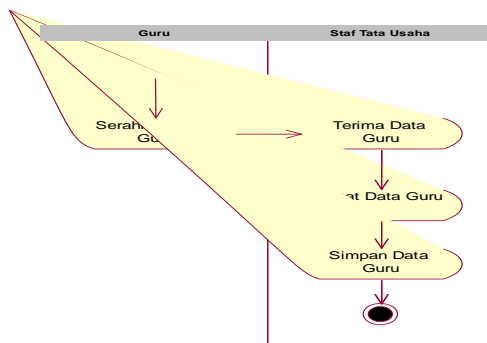 Guru
Staf Tata Usaha
Terima Data
Guru
Data Guru
Simpan Data
Guru